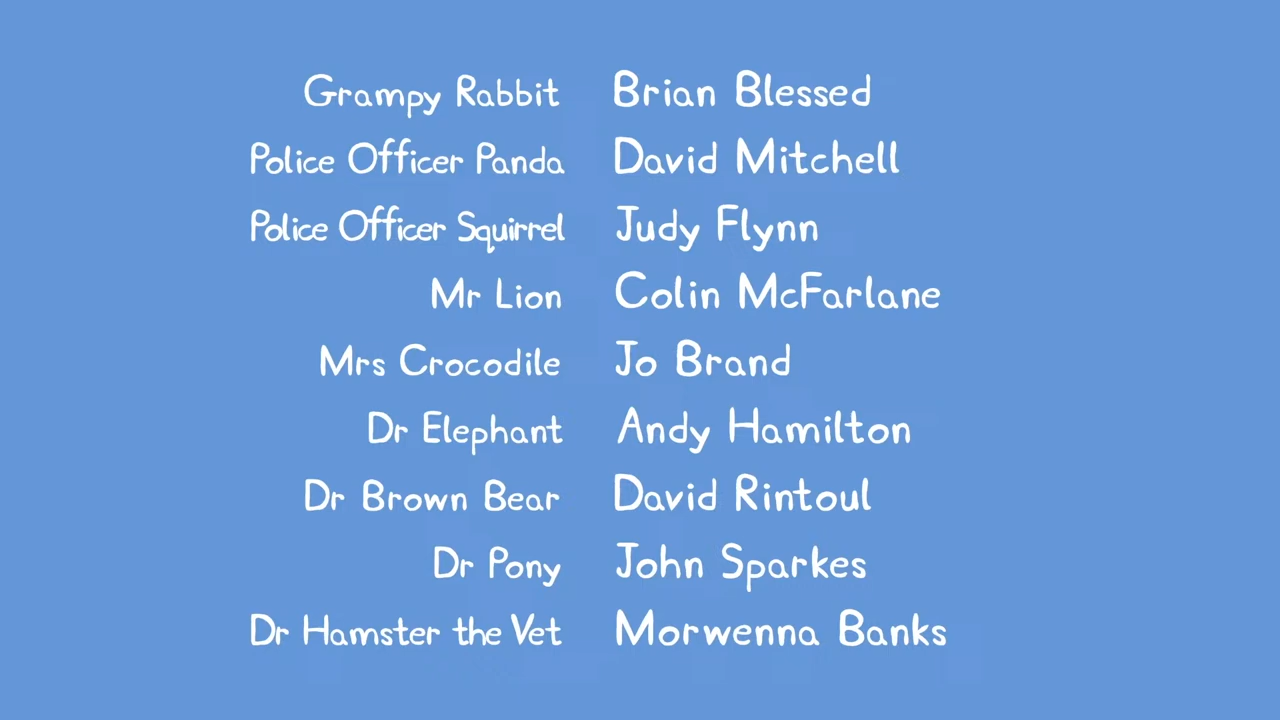 Grampy Rabbit Brian Blessed
Police Officer Panda David Mitchell
Police Officer Squirrel Judy Flynn
Mr Lion Colin McFarlane
Mrs Crocodile Jo Brand
Dr Elephant Andy Hamilton
Dr Brown Bear David Rintoul
Dr Pony John Sparkes
Dr Hamster the Vet Morwenna Banks